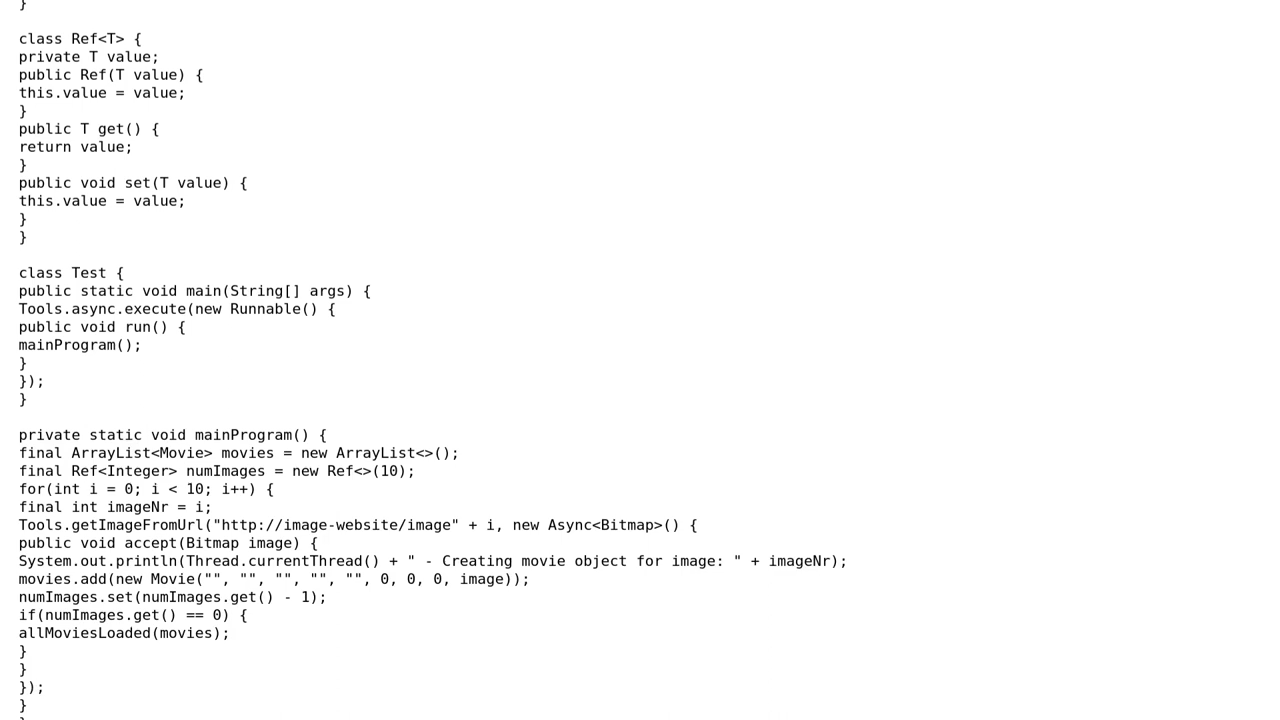 }

class Ref<T> {
private T value;
public Ref(T value) {
this.value = value;
}
public T get() {
return value;
}
public void set(T value) {
this.value = value;
}
}

class Test {
public static void main(String[] args) {
Tools.async.execute(new Runnable() {
public void run() {
mainProgram();
}
});
}

private static void mainProgram() {
final ArrayList<Movie> movies = new ArrayList<>();
final Ref<Integer> numImages = new Ref<>(10);
for(int i = 0; i < 10; i++) {
final int imageNr = i;
Tools.getImageFromUrl("http://image-website/image" + i, new Async<Bitmap>() {
public void accept(Bitmap image) {
System.out.println(Thread.currentThread() + " - Creating movie object for image: " + imageNr);
movies.add(new Movie("", "", "", "", "", 0, 0, 0, image));
numImages.set(numImages.get() - 1);
if(numImages.get() == 0) {
allMoviesLoaded(movies);
}
}
});
}
}